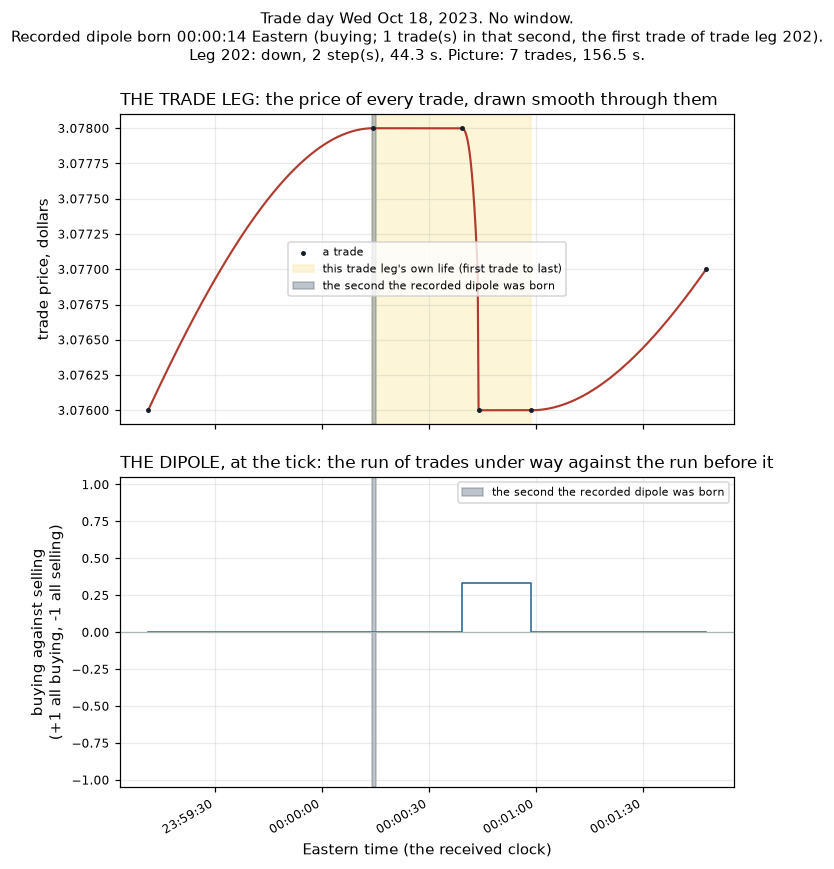 Trade day Wed Oct 18, 2023. No window.
Recorded dipole born 00:00:14 Eastern (buying; 1 trade(s) in that second, the first trade of trade leg 202).
Leg 202: down, 2 step(s), 44.3 s. Picture: 7 trades, 156.5 s.
THE TRADE LEG: the price of every trade, drawn smooth through them
trade price, dollars
3.07800
3.07775
3.07750
3.07725
3.07700
3.07675
3.07650
3.07625
3.07600
a trade
this trade leg's own life (first trade to last)
the second the recorded dipole was born
THE DIPOLE, at the tick: the run of trades under way against the run before it
buying against selling
(+1 all buying, -1 all selling)
1.00
0.75
0.50
0.25
0.00
−0.25
−0.50
−0.75
−1.00
the second the recorded dipole was born
23:59:30
00:00:00
00:00:30
00:01:00
00:01:30
Eastern time (the received clock)